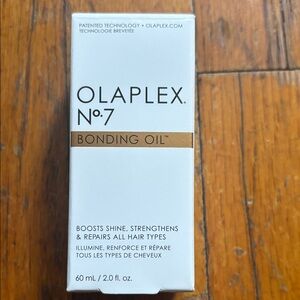 PATENTED TECHNOLOGY • OLAPLEX.COM
TECHNOLOGIE BREVETÉE
OLAPLEX®
Nº.7
BONDING OIL™
BOOSTS SHINE, STRENGTHENS
& REPAIRS ALL HAIR TYPES
ILLUMINE, RENFORCE ET RÉPARE
TOUS LES TYPES DE CHEVEUX
60 mL / 2.0 fl. oz.